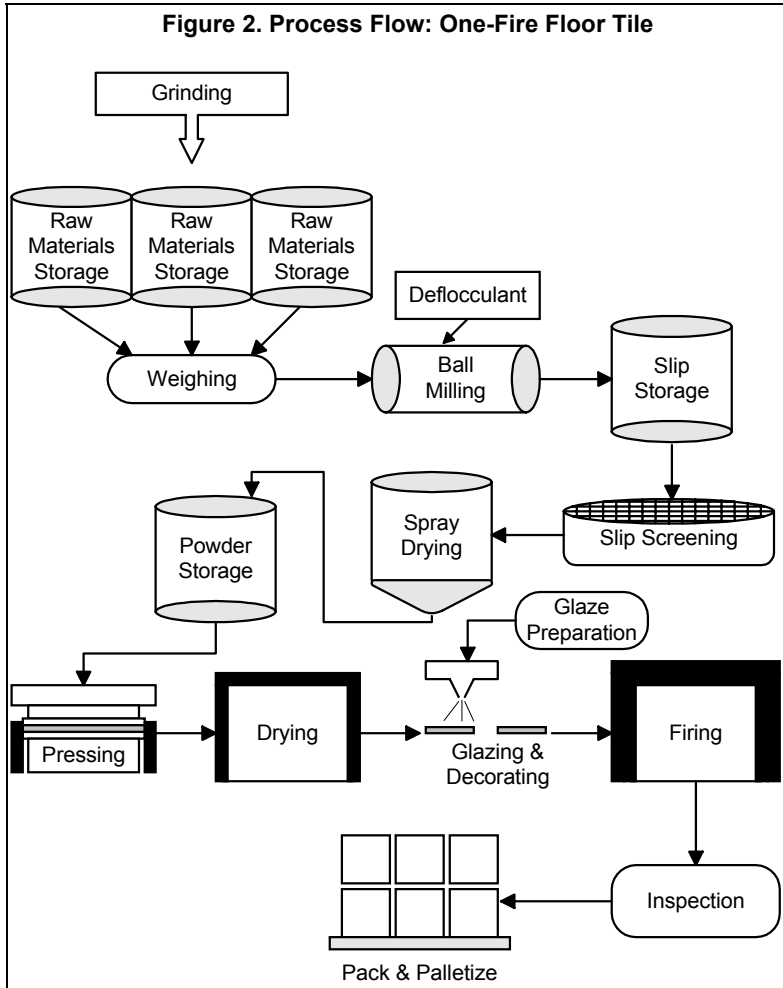 Figure 2. Process Flow: One-Fire Floor Tile
Grinding
Raw
Materials
Storage
Raw
Materials
Storage
Raw
Materials
Storage
Deflocculant
Weighing
Ball
Milling
Slip
Storage
Slip Screening
Spray
Drying
Powder
Storage
Glaze
Preparation
Pressing
Drying
Glazing &
Decorating
Firing
Inspection
Pack & Palletize